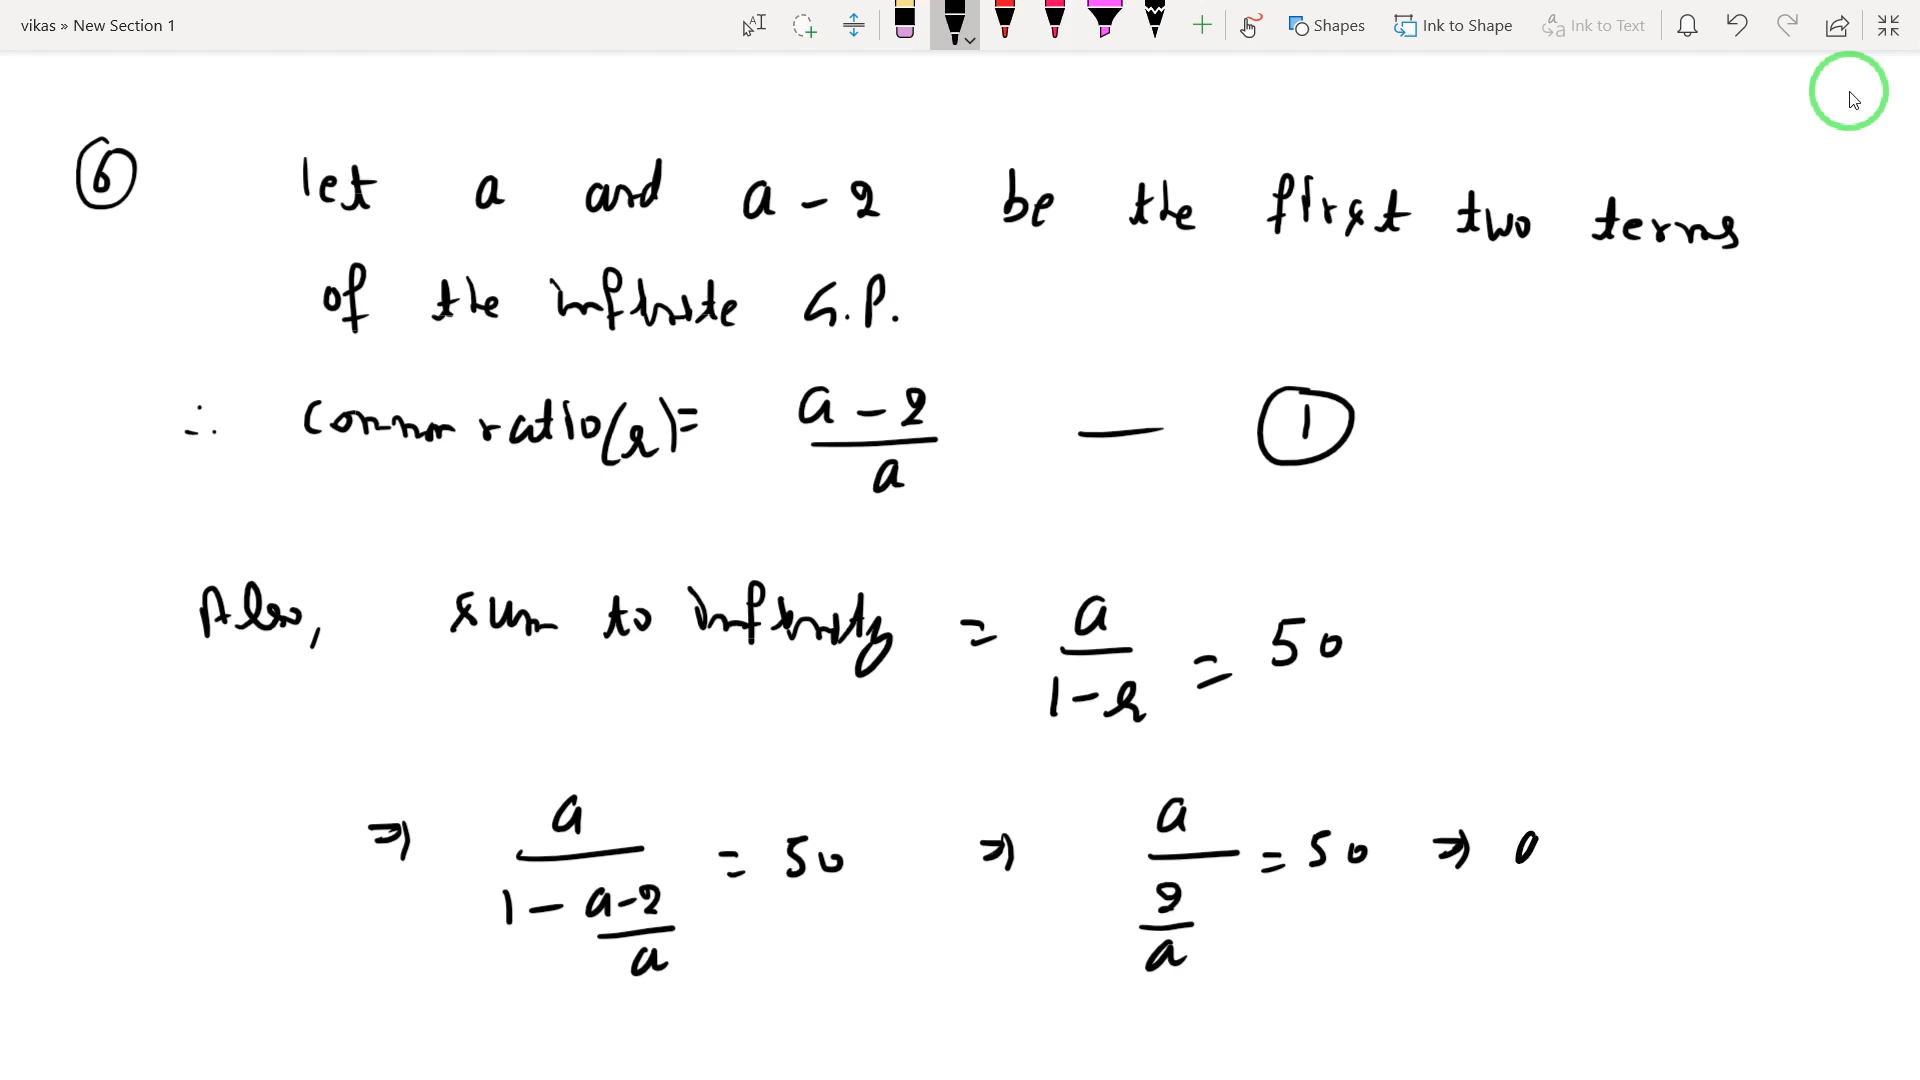 vikas » New Section 1
Shapes Ink to Shape Ink to Text
6 let a and a - 2 be the first two terms
of the infinite G.P.
∴ Common ratio(r) = (a - 2)/a — 1
Also, sum to infinity = a/(1 - r) = 50
⇒ a/(1 - (a-2)/a) = 50 ⇒ a/(2/a) = 50 ⇒